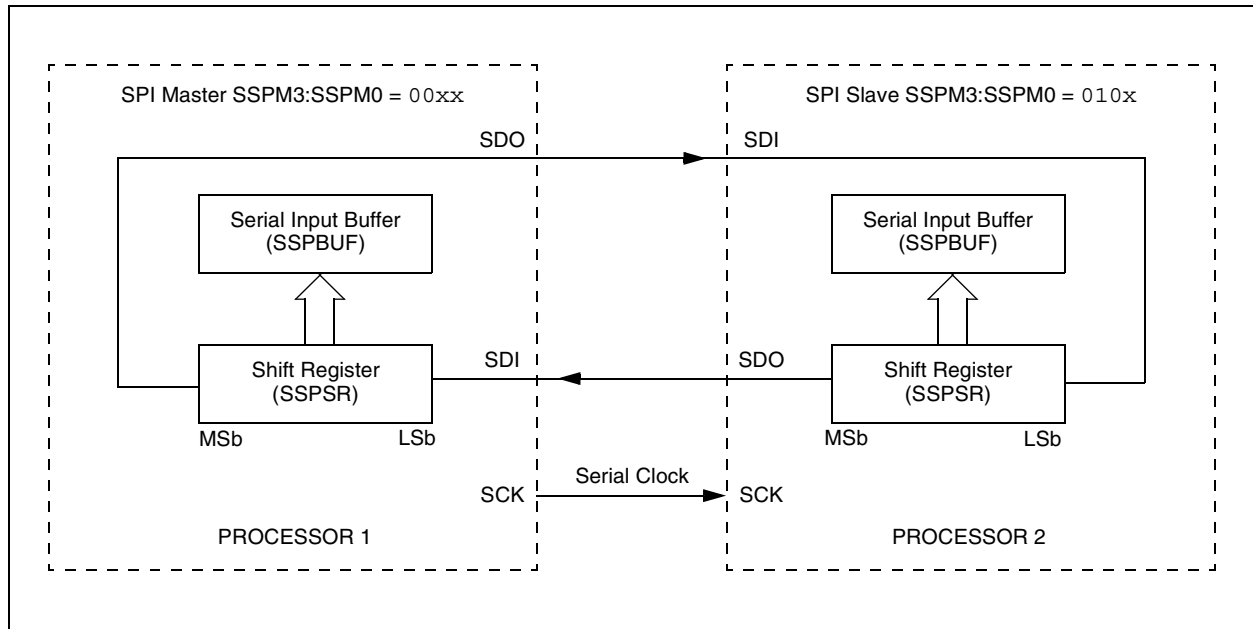 SPI Master SSPM3:SSPM0 = 00xx
SDO
Serial Input Buffer
(SSPBUF)
Shift Register
(SSPSR)
MSb
LSb
SDI
SCK
PROCESSOR 1
Serial Clock
SPI Slave SSPM3:SSPM0 = 010x
SDI
Serial Input Buffer
(SSPBUF)
SDO
Shift Register
(SSPSR)
MSb
LSb
SCK
PROCESSOR 2